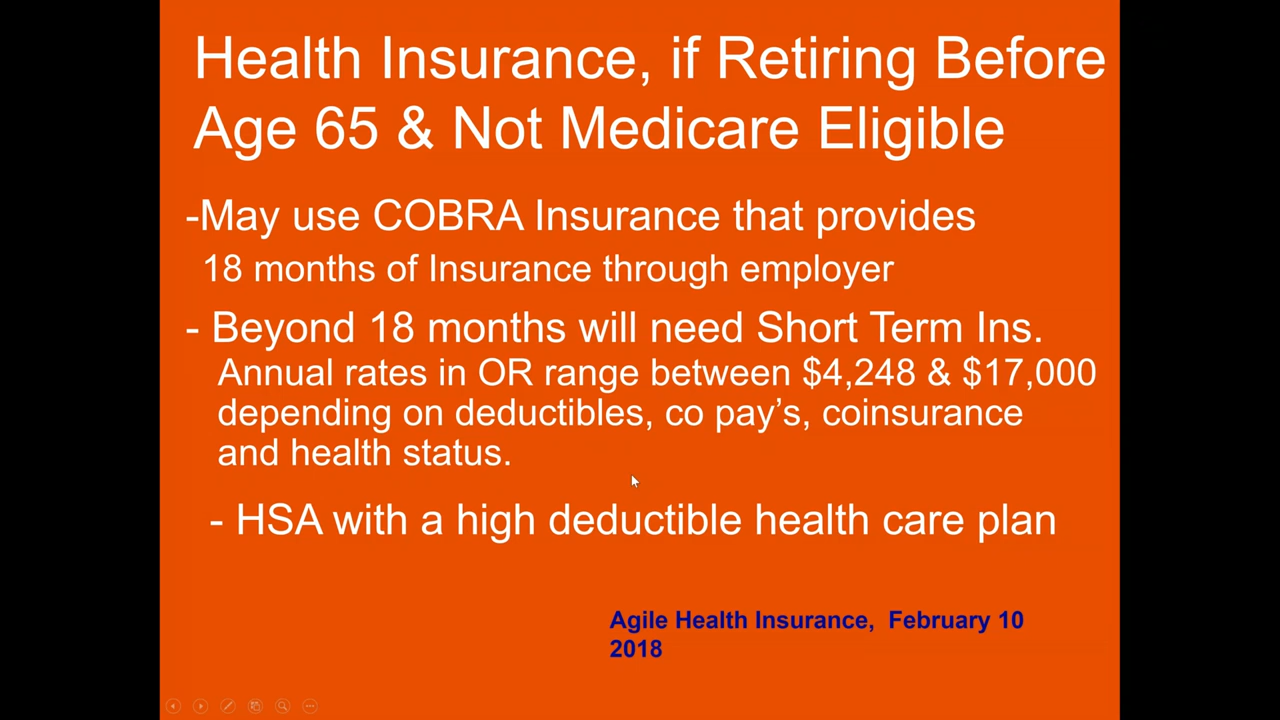 Health Insurance, if Retiring Before
Age 65 & Not Medicare Eligible
-May use COBRA Insurance that provides
18 months of Insurance through employer
- Beyond 18 months will need Short Term Ins.
Annual rates in OR range between $4,248 & $17,000
depending on deductibles, co pay’s, coinsurance
and health status.
- HSA with a high deductible health care plan
Agile Health Insurance,  February 10
2018